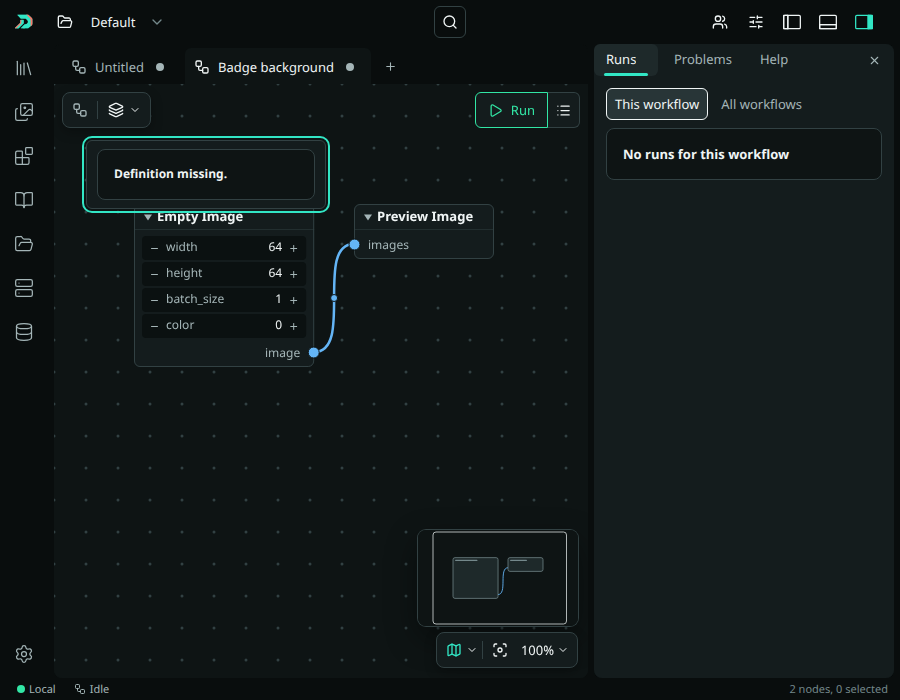 Default
Untitled
Badge background
Run
Definition missing.
Empty Image
width 64
height 64
batch_size 1
color 0
image
Preview Image
images
100%
Runs
Problems
Help
This workflow
All workflows
No runs for this workflow
Local
Idle
2 nodes, 0 selected